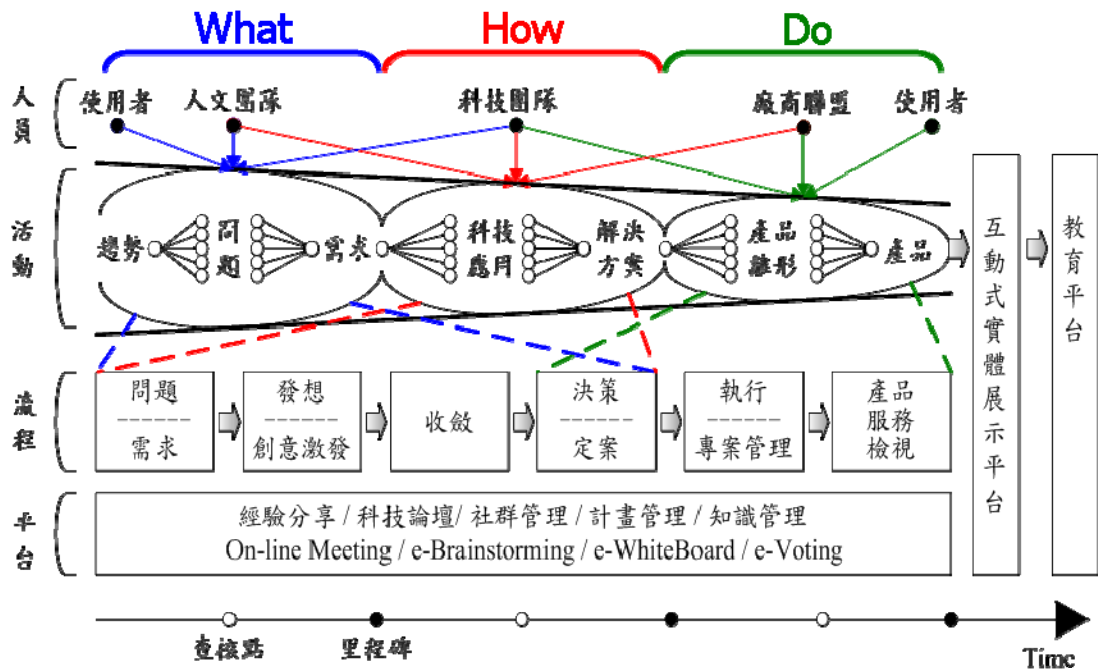 What
How
Do
人員
使用者
人文團隊
科技團隊
廠商聯盟
使用者
活動
趨勢
問題
需求
科技
應用
解決
方案
產品
雛形
產品
互動式實體展示平台
教育平台
流程
問題
------
需求
發想
------
創意激發
收斂
決策
------
定案
執行
------
專案管理
產品
服務
檢視
平台
經驗分享 / 科技論壇/ 社群管理 / 計畫管理 / 知識管理
On-line Meeting / e-Brainstorming / e-WhiteBoard / e-Voting
查核點
里程碑
Time